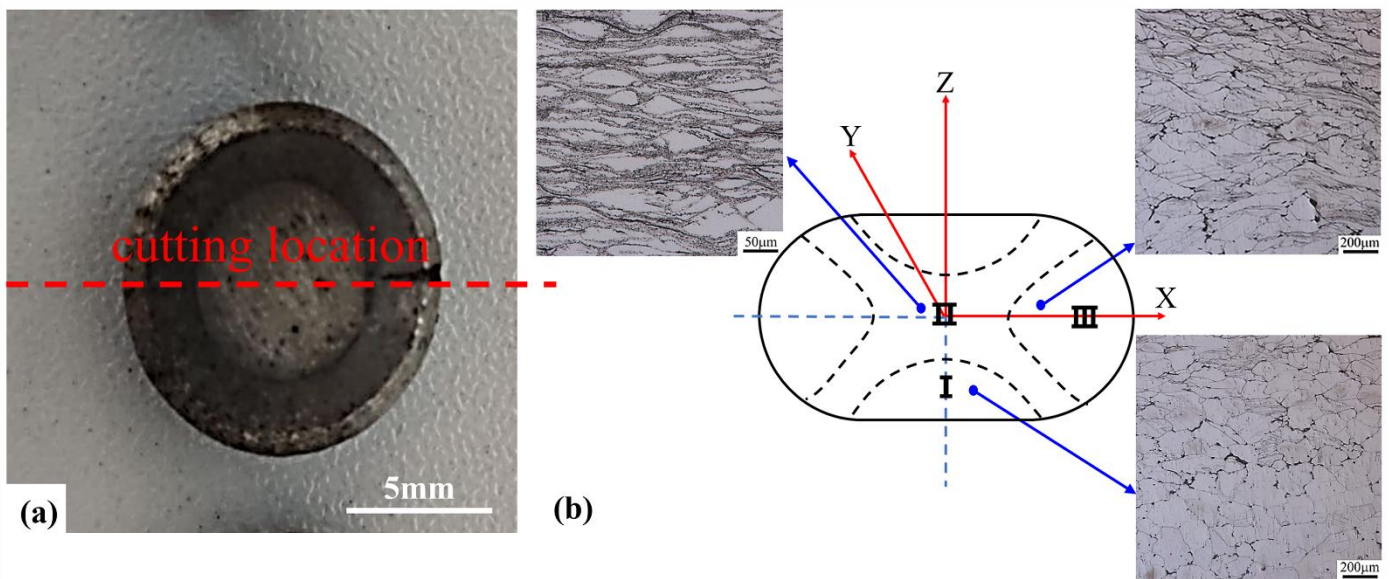 cutting location
5mm
(a)
50μm
Z
Y
X
II
III
I
200μm
200μm
(b)